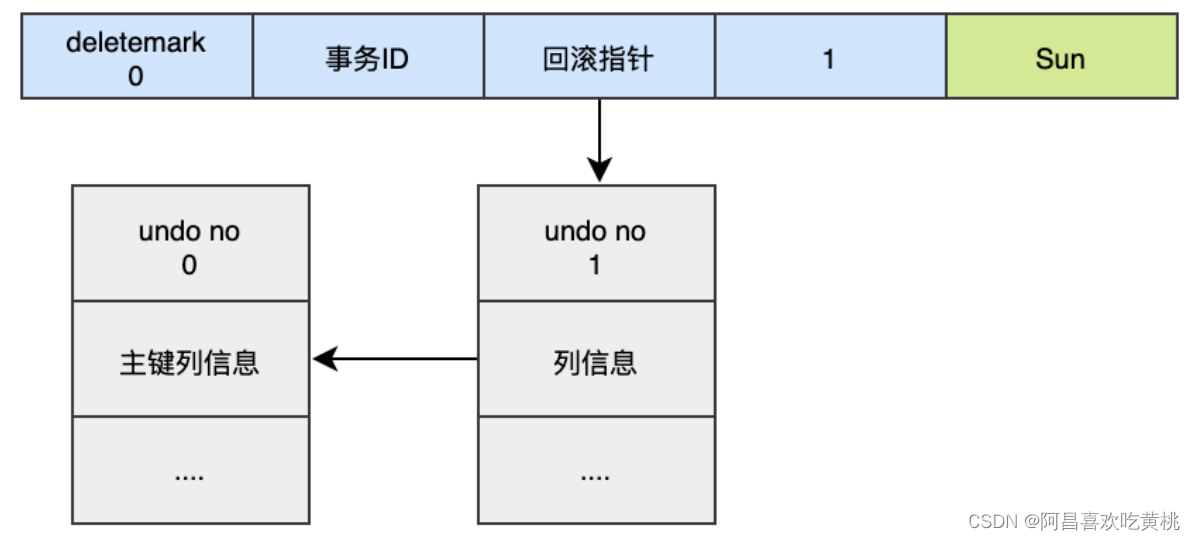 deletemark
0
事务ID
回滚指针
1
Sun
undo no
0
undo no
1
主键列信息
列信息
....
....
CSDN @阿昌喜欢吃黄桃